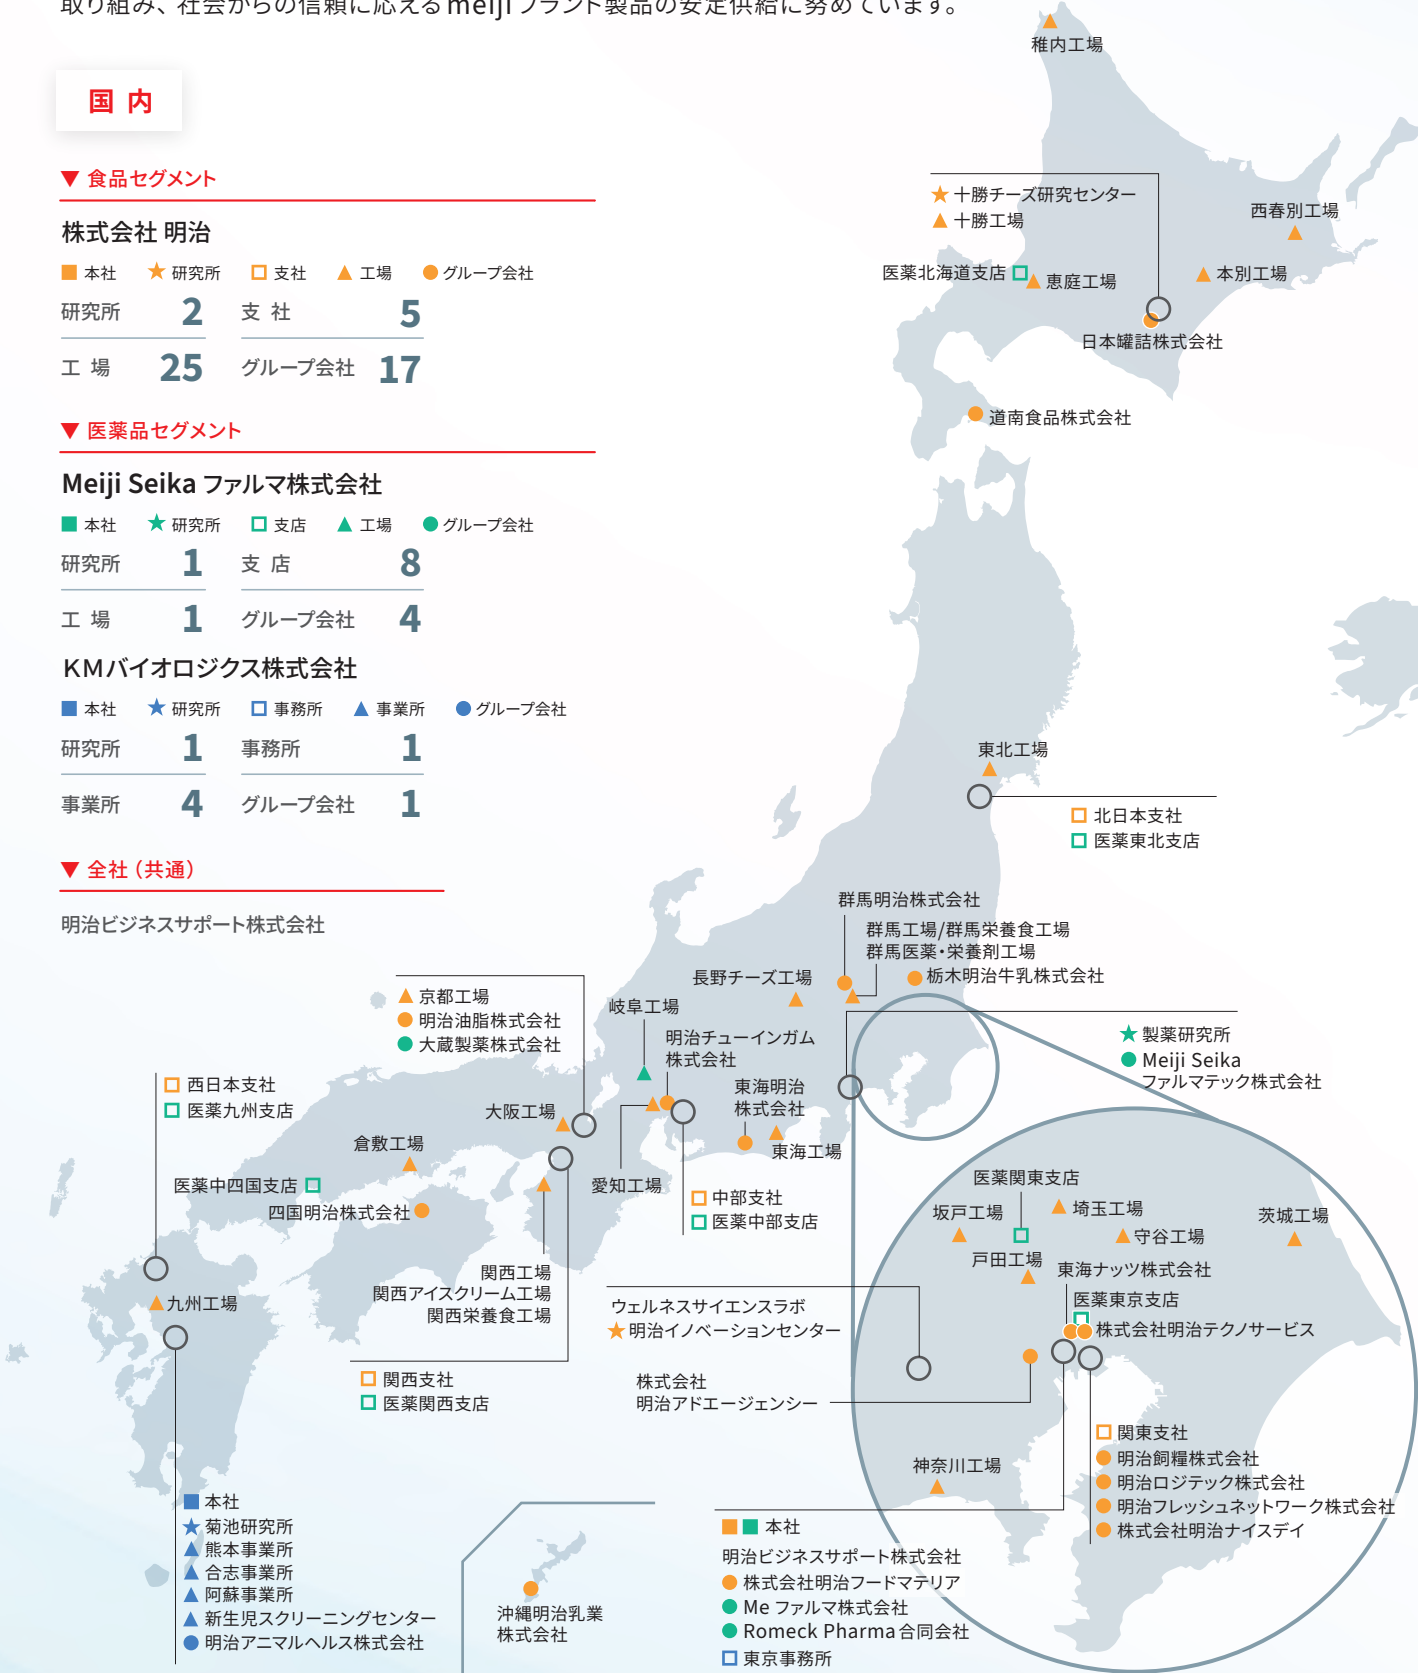 取り組み、社会からの信頼に応えるmeijiブランド製品の安定供給に努めています。
国内
▼ 食品セグメント
株式会社 明治
本社 研究所 支社 工場 グループ会社
研究所 2 支社 5
工場 25 グループ会社 17
▼ 医薬品セグメント
Meiji Seika ファルマ株式会社
本社 研究所 支店 工場 グループ会社
研究所 1 支店 8
工場 1 グループ会社 4
KMバイオロジクス株式会社
本社 研究所 事務所 事業所 グループ会社
研究所 1 事務所 1
事業所 4 グループ会社 1
▼ 全社（共通）
明治ビジネスサポート株式会社
稚内工場
十勝チーズ研究センター
十勝工場
西春別工場
医薬北海道支店
恵庭工場
本別工場
日本罐詰株式会社
道南食品株式会社
東北工場
北日本支社
医薬東北支店
群馬明治株式会社
群馬工場/群馬栄養食工場
群馬医薬・栄養剤工場
長野チーズ工場
栃木明治牛乳株式会社
京都工場
明治油脂株式会社
大蔵製薬株式会社
岐阜工場
明治チューインガム
株式会社
東海明治
株式会社
東海工場
製薬研究所
Meiji Seika
ファルマテック株式会社
西日本支社
医薬九州支店
大阪工場
倉敷工場
医薬中四国支店
四国明治株式会社
愛知工場
中部支社
医薬中部支店
関西工場
関西アイスクリーム工場
関西栄養食工場
九州工場
関西支社
医薬関西支店
ウェルネスサイエンスラボ
明治イノベーションセンター
株式会社
明治アドエージェンシー
医薬関東支店
坂戸工場
埼玉工場
茨城工場
守谷工場
戸田工場
東海ナッツ株式会社
医薬東京支店
株式会社明治テクノサービス
関東支社
明治飼糧株式会社
明治ロジテック株式会社
明治フレッシュネットワーク株式会社
株式会社明治ナイスデイ
神奈川工場
本社
明治ビジネスサポート株式会社
株式会社明治フードマテリア
Me ファルマ株式会社
Romeck Pharma 合同会社
東京事務所
本社
菊池研究所
熊本事業所
合志事業所
阿蘇事業所
新生児スクリーニングセンター
明治アニマルヘルス株式会社
沖縄明治乳業
株式会社